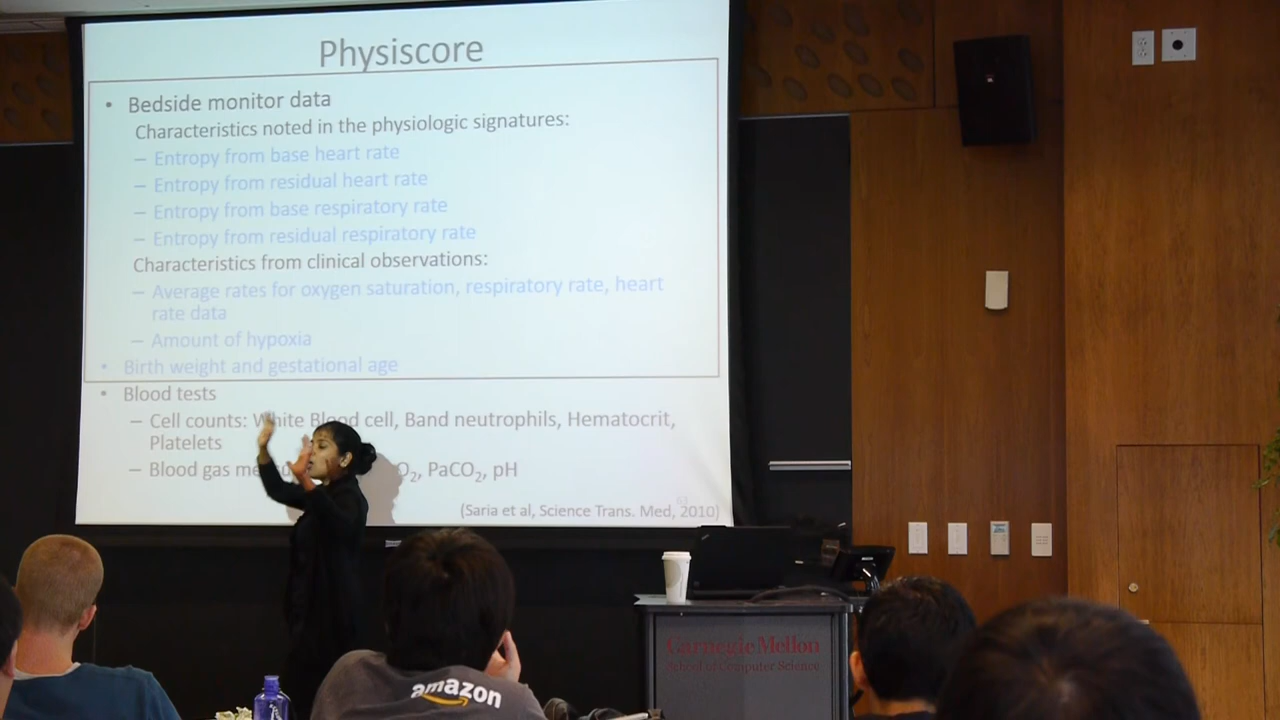 Physiscore
• Bedside monitor data
Characteristics noted in the physiologic signatures:
– Entropy from base heart rate
– Entropy from residual heart rate
– Entropy from base respiratory rate
– Entropy from residual respiratory rate
Characteristics from clinical observations:
– Average rates for oxygen saturation, respiratory rate, heart
rate data
– Amount of hypoxia
• Birth weight and gestational age
• Blood tests
– Cell counts: White Blood cell, Band neutrophils, Hematocrit,
Platelets
– Blood gas O₂, PaCO₂, pH
(Saria et al, Science Trans. Med, 2010)
Carnegie Mellon
School of Computer Science
amazon